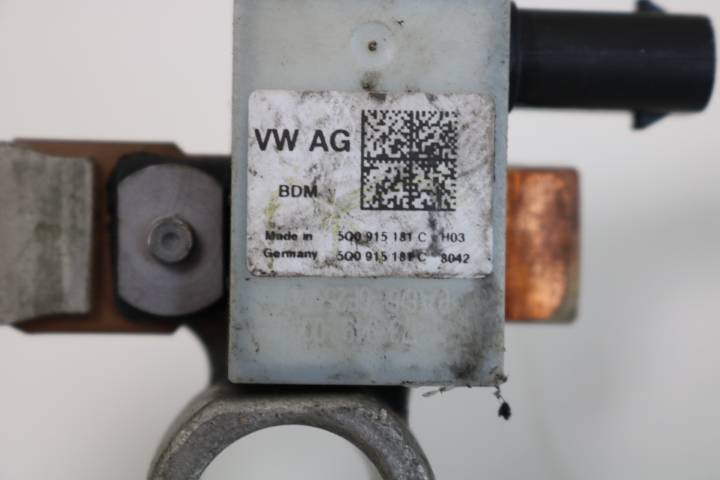 VW AG
BDM
Made in 5Q0 915 181 C H03
Germany 5Q0 915 181 C 8042